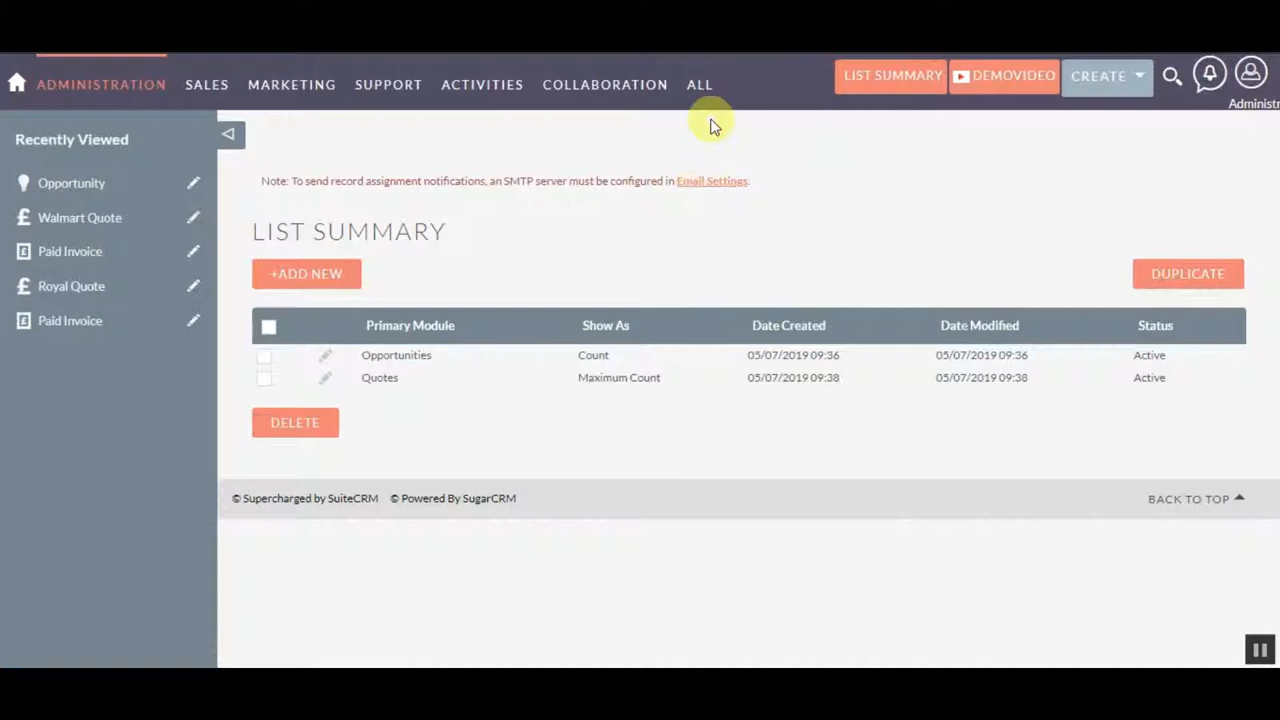 ADMINISTRATION SALES MARKETING SUPPORT ACTIVITIES COLLABORATION ALL LIST SUMMARY DEMOVIDEO CREATE
Administr
Recently Viewed
Opportunity
Walmart Quote
Paid Invoice
Royal Quote
Paid Invoice
Note: To send record assignment notifications, an SMTP server must be configured in Email Settings.
LIST SUMMARY
+ADD NEW DUPLICATE
Primary Module Show As Date Created Date Modified Status
Opportunities Count 05/07/2019 09:36 05/07/2019 09:36 Active
Quotes Maximum Count 05/07/2019 09:38 05/07/2019 09:38 Active
DELETE
© Supercharged by SuiteCRM © Powered By SugarCRM BACK TO TOP